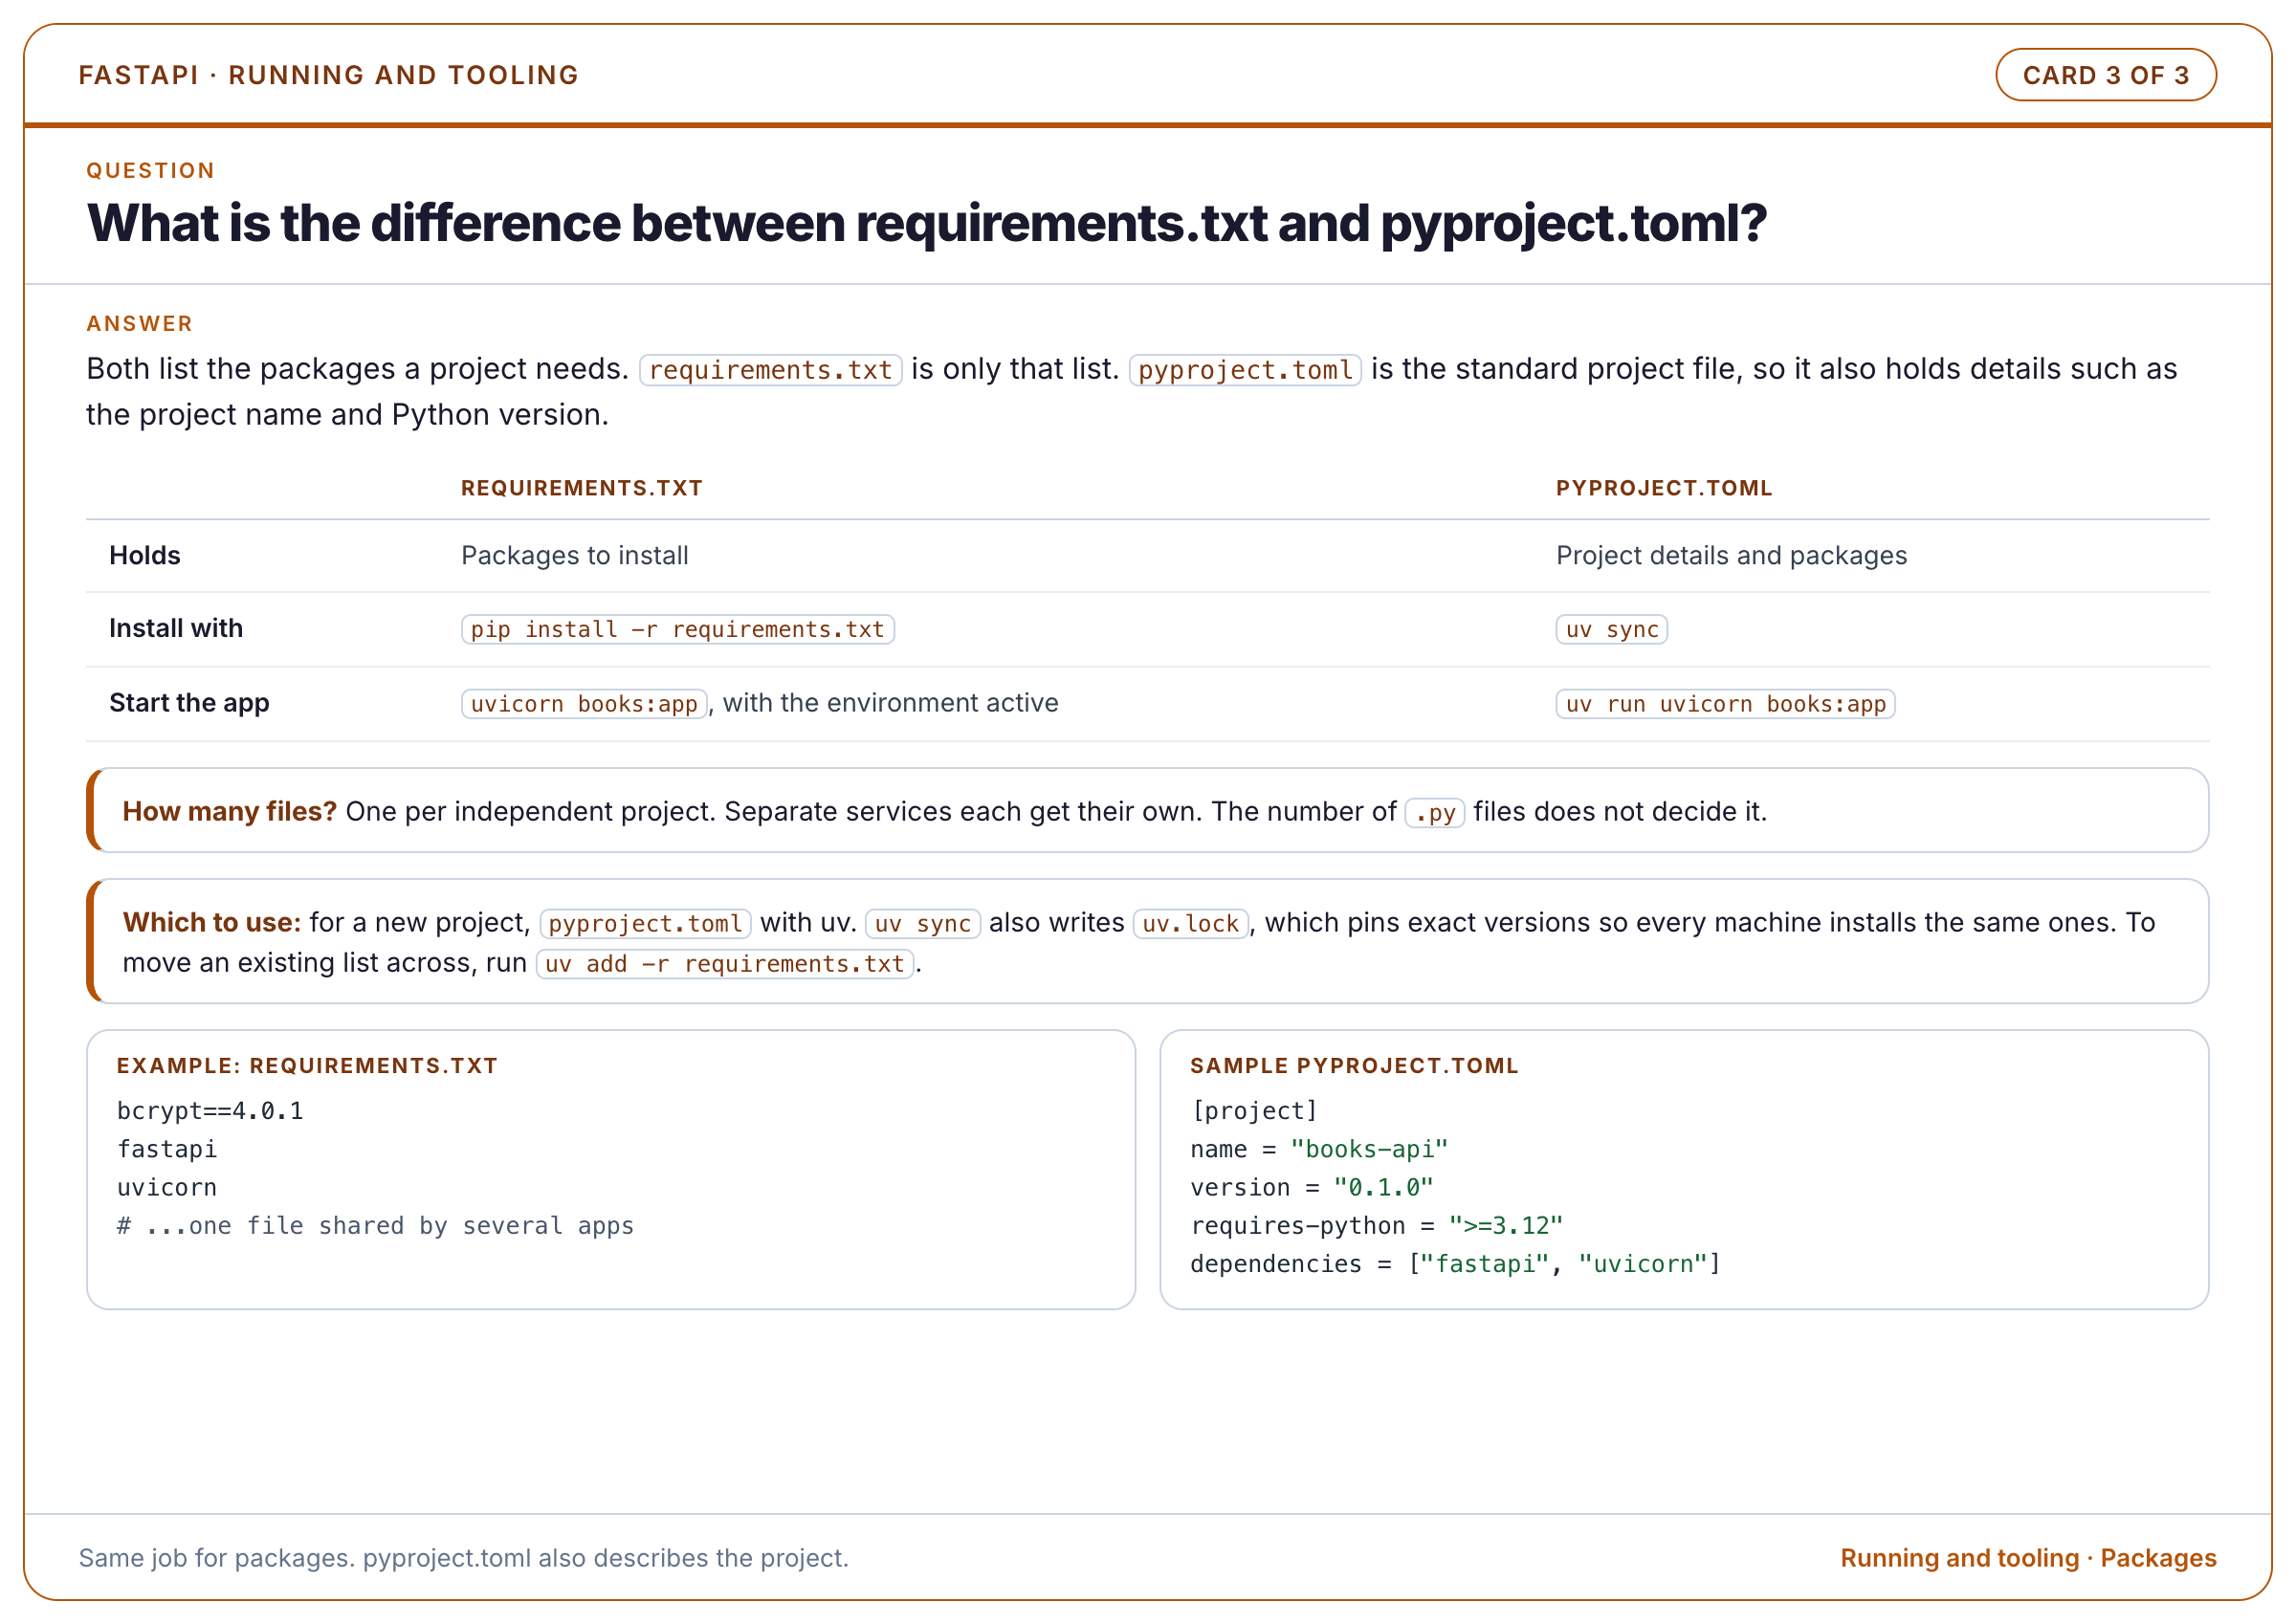 FASTAPI · RUNNING AND TOOLING
CARD 3 OF 3
QUESTION
What is the difference between requirements.txt and pyproject.toml?
ANSWER
Both list the packages a project needs. requirements.txt is only that list. pyproject.toml is the standard project file, so it also holds details such as
the project name and Python version.
REQUIREMENTS.TXT PYPROJECT.TOML
Holds Packages to install Project details and packages
Install with pip install -r requirements.txt uv sync
Start the app uvicorn books:app, with the environment active uv run uvicorn books:app
How many files? One per independent project. Separate services each get their own. The number of .py files does not decide it.
Which to use: for a new project, pyproject.toml with uv. uv sync also writes uv.lock, which pins exact versions so every machine installs the same ones. To
move an existing list across, run uv add -r requirements.txt.
EXAMPLE: REQUIREMENTS.TXT
bcrypt==4.0.1
fastapi
uvicorn
# ...one file shared by several apps
SAMPLE PYPROJECT.TOML
[project]
name = "books-api"
version = "0.1.0"
requires-python = ">=3.12"
dependencies = ["fastapi", "uvicorn"]
Same job for packages. pyproject.toml also describes the project.
Running and tooling · Packages